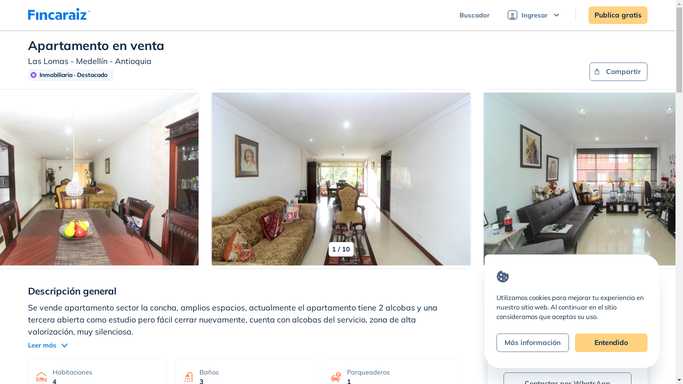 Fincaraiz
Buscador
Ingresar
Publica gratis
Apartamento en venta
Las Lomas - Medellín - Antioquia
Inmobiliaria · Destacado
Compartir
1 / 10
Descripción general
Se vende apartamento sector la concha, amplios espacios, actualmente el apartamento tiene 2 alcobas y una
tercera abierta como estudio pero fácil cerrar nuevamente, cuenta con alcobas del servicio, zona de alta
valorización, muy silenciosa.
Leer más
Habitaciones
4
Baños
3
Parqueaderos
1
Utilizamos cookies para mejorar tu experiencia en
nuestro sitio web. Al continuar en el sitio
consideramos que aceptas su uso.
Más información
Entendido
Contactar por WhatsApp